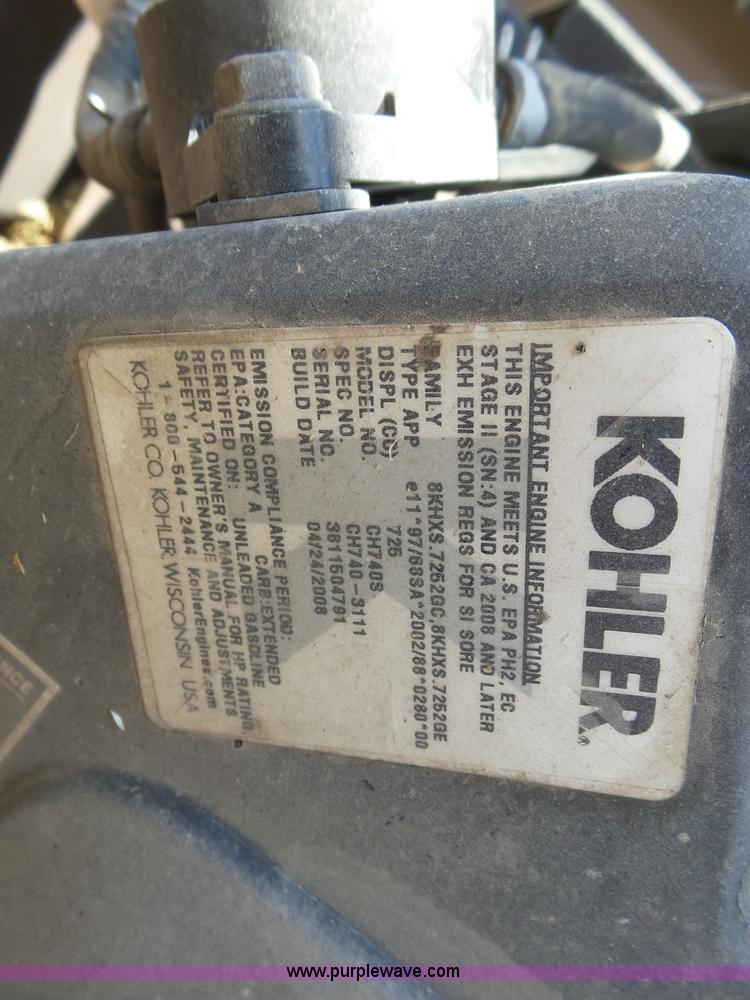 KOHLER®
IMPORTANT ENGINE INFORMATION
THIS ENGINE MEETS U.S. EPA PH2, EC
STAGE II (SN:4) AND CA 2008 AND LATER
EXH EMISSION REGS FOR SI SORE
FAMILY 8KHXS.7252GC,8KHXS.7252GE
TYPE APP e11*97/68SA*2002/88*0280*00
DISPL (CC) 725
MODEL NO. CH740S
SPEC NO. CH740-3111
SERIAL NO. 3811504791
BUILD DATE 04/24/2008
EMISSION COMPLIANCE PERIOD:
EPA:CATEGORY A CARB:EXTENDED
CERTIFIED ON: UNLEADED GASOLINE
REFER TO OWNER'S MANUAL FOR HP RATING,
SAFETY, MAINTENANCE AND ADJUSTMENTS
1-800-544-2444 KohlerEngines.com
KOHLER CO. KOHLER, WISCONSIN USA
NCE
www.purplewave.com